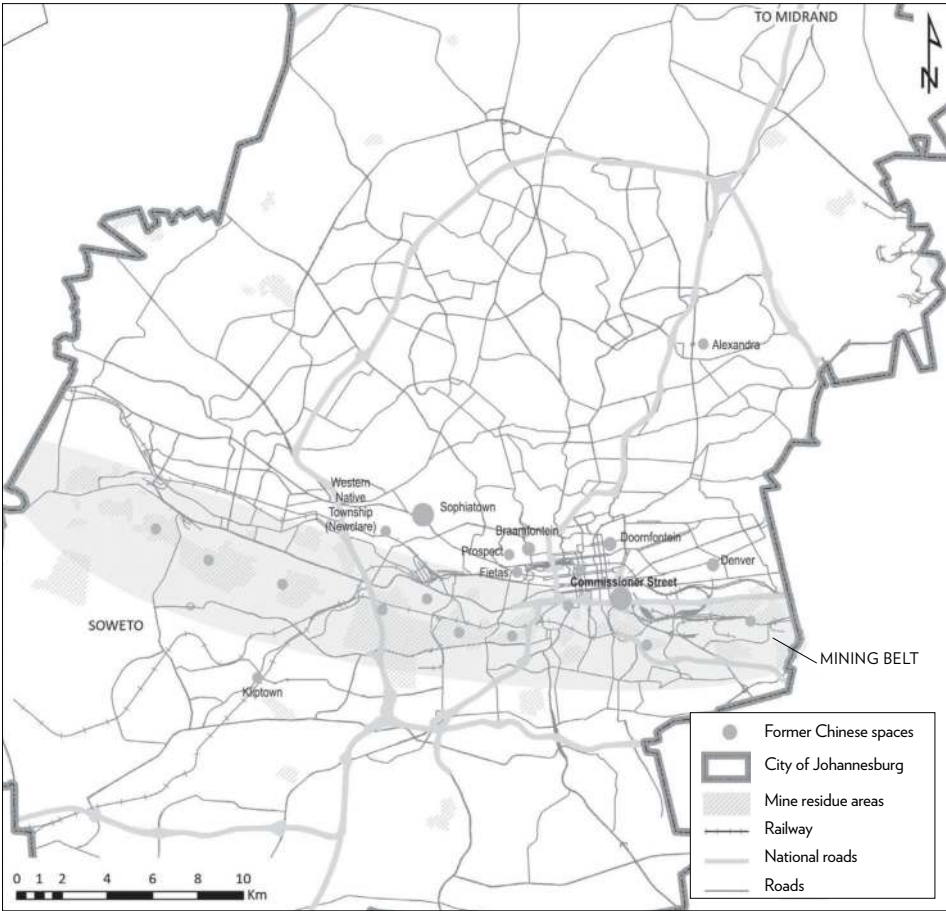 TO MIDRAND
N
Alexandra
Western
Native
Township
(Newclare)
Sophiatown
Braamfontein
Doornfontein
Prospect
Fietas
Denver
Commissioner Street
SOWETO
MINING BELT
Kliptown
Former Chinese spaces
City of Johannesburg
Mine residue areas
Railway
National roads
Roads
0 1 2 4 6 8 10
Km